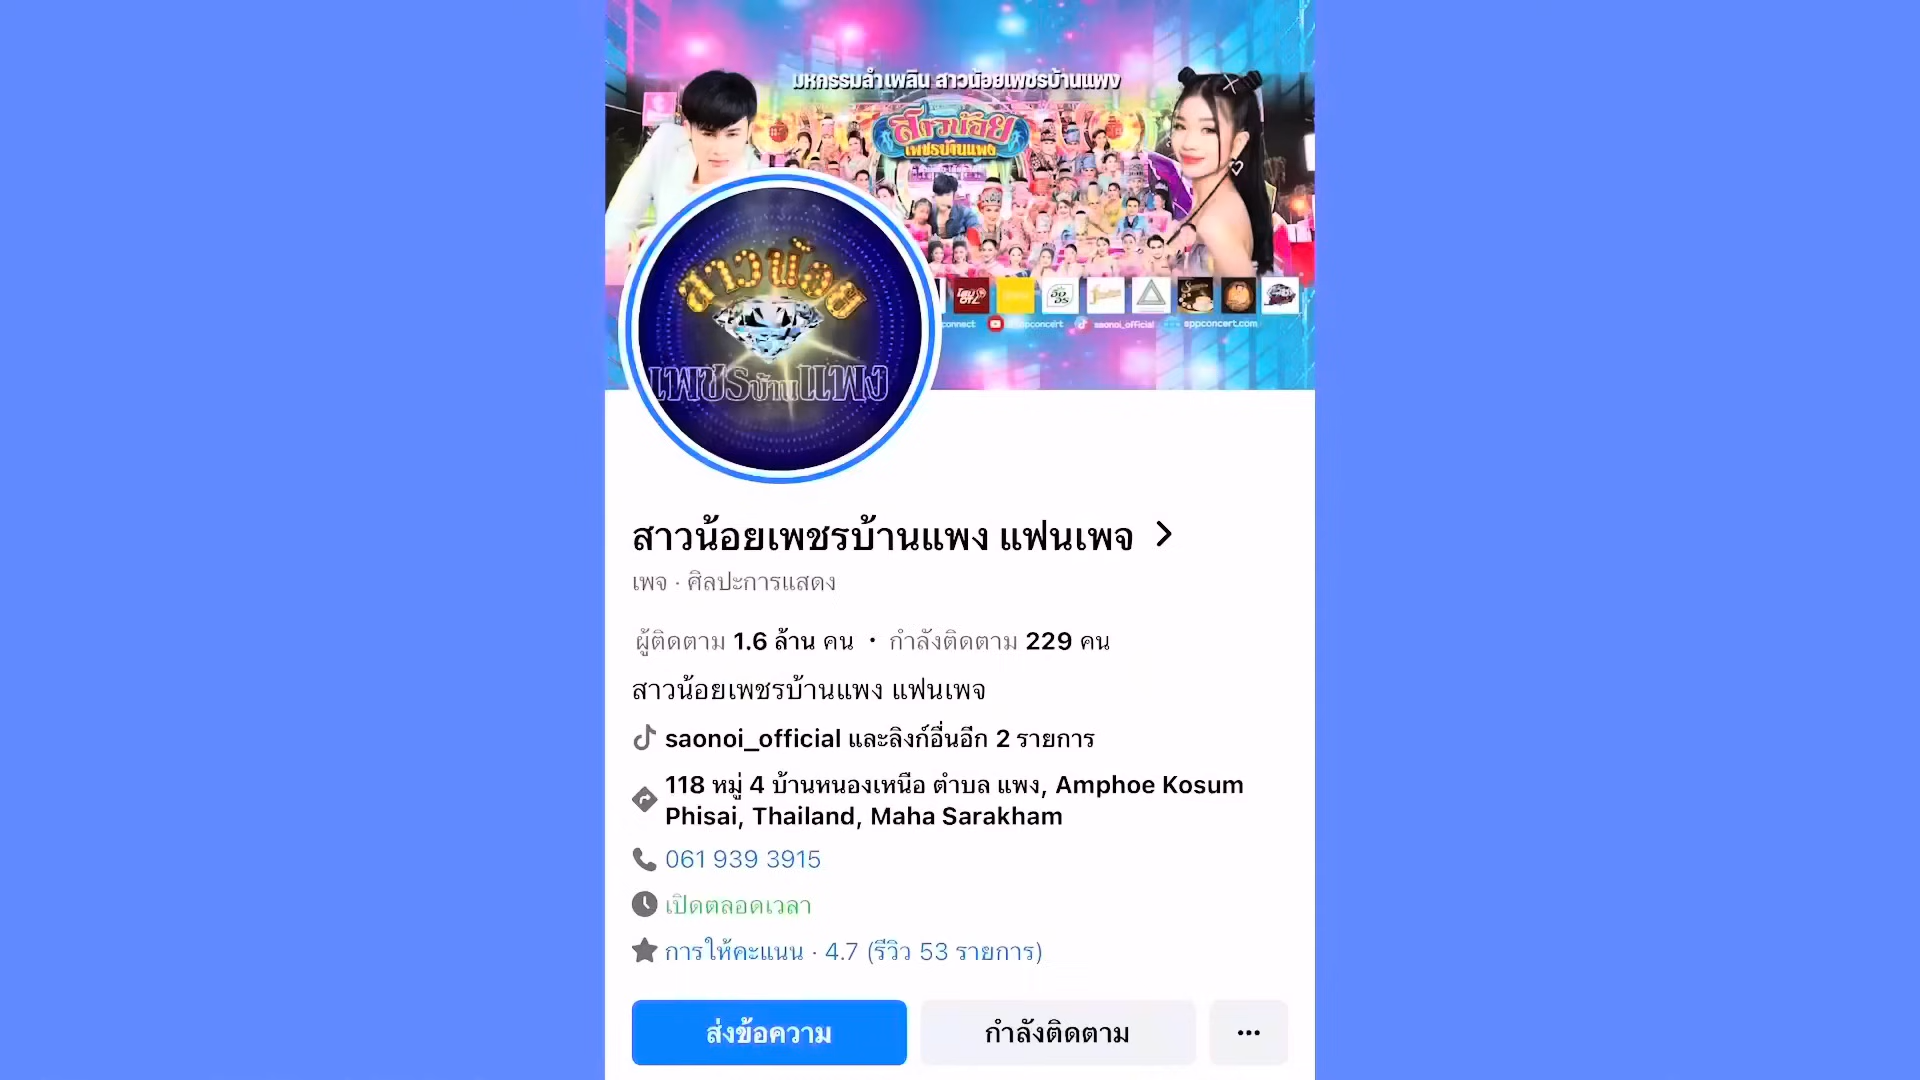 มหกรรมลำเพลิน สาวน้อยเพชรบ้านแพง
สาวน้อย
เพชรบ้านแพง
สาวน้อย
เพชรบ้านแพง
connect
saonoi_official
sppconcert.com
สาวน้อยเพชรบ้านแพง แฟนเพจ
เพจ · ศิลปะการแสดง
ผู้ติดตาม 1.6 ล้าน คน · กำลังติดตาม 229 คน
สาวน้อยเพชรบ้านแพง แฟนเพจ
saonoi_official และลิงก์อื่นอีก 2 รายการ
118 หมู่ 4 บ้านหนองเหนือ ตำบล แพง, Amphoe Kosum
Phisai, Thailand, Maha Sarakham
061 939 3915
เปิดตลอดเวลา
การให้คะแนน · 4.7 (รีวิว 53 รายการ)
ส่งข้อความ
กำลังติดตาม